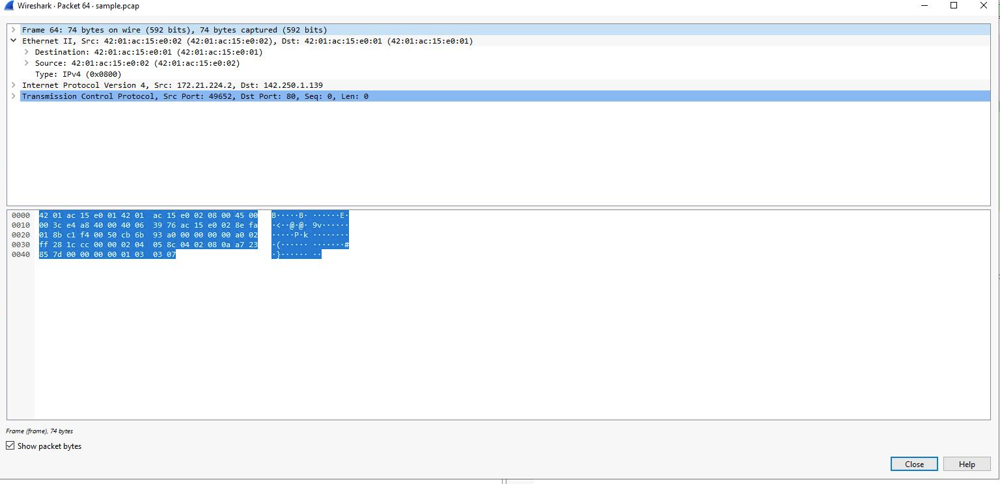 Wireshark · Packet 64 · sample.pcap
Frame 64: 74 bytes on wire (592 bits), 74 bytes captured (592 bits)
Ethernet II, Src: 42:01:ac:15:e0:02 (42:01:ac:15:e0:02), Dst: 42:01:ac:15:e0:01 (42:01:ac:15:e0:01)
Destination: 42:01:ac:15:e0:01 (42:01:ac:15:e0:01)
Source: 42:01:ac:15:e0:02 (42:01:ac:15:e0:02)
Type: IPv4 (0x0800)
Internet Protocol Version 4, Src: 172.21.224.2, Dst: 142.250.1.139
Transmission Control Protocol, Src Port: 49652, Dst Port: 80, Seq: 0, Len: 0
0000 42 01 ac 15 e0 01 42 01 ac 15 e0 02 08 00 45 00 B·····B· ······E·
0010 00 3c e4 a8 40 00 40 06 39 76 ac 15 e0 02 8e fa ·<··@·@· 9v······
0020 01 8b c1 f4 00 50 cb 6b 93 a0 00 00 00 00 a0 02 ·····P·k ········
0030 ff 28 1c cc 00 00 02 04 05 8c 04 02 08 0a a7 23 ·(······ ·······#
0040 85 7d 00 00 00 00 01 03 03 07 ·}······ ··
Frame (frame), 74 bytes
Show packet bytes
Close Help